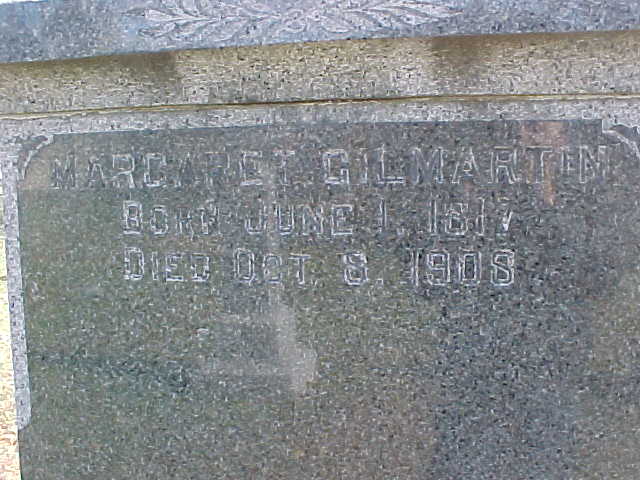 MARGARET GILMARTIN
BORN JUNE 1, 1817
DIED OCT. 8, 1908